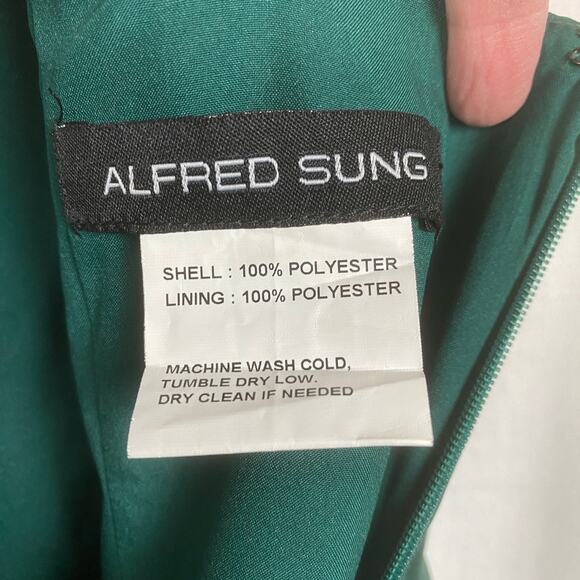 ALFRED SUNG
SHELL : 100% POLYESTER
LINING : 100% POLYESTER
MACHINE WASH COLD,
TUMBLE DRY LOW.
DRY CLEAN IF NEEDED